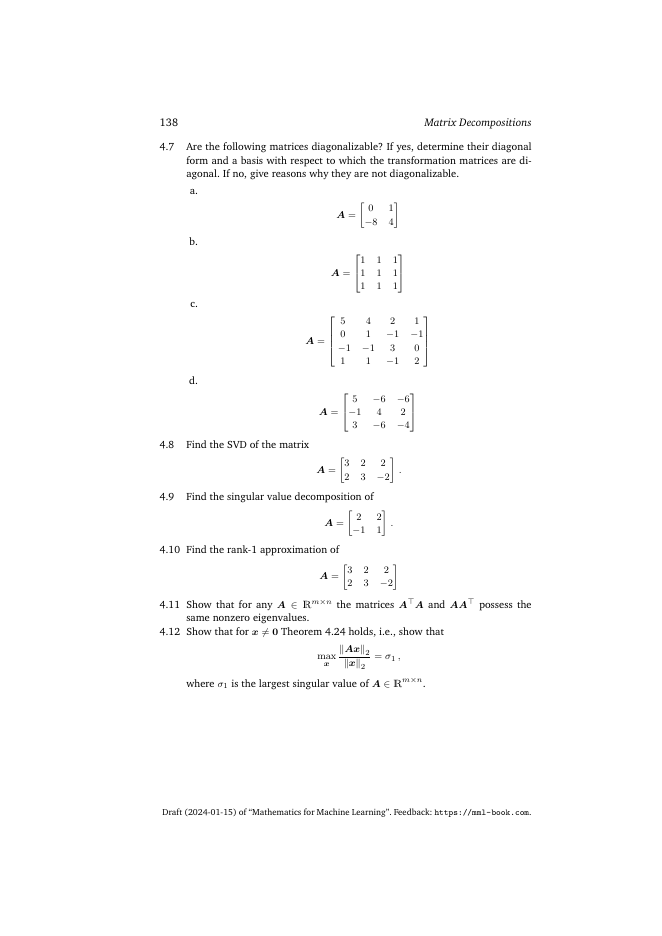 138 Matrix Decompositions
4.7 Are the following matrices diagonalizable? If yes, determine their diagonal
form and a basis with respect to which the transformation matrices are di-
agonal. If no, give reasons why they are not diagonalizable.
a.
A = [0 1
−8 4]
b.
A = [1 1 1
1 1 1
1 1 1]
c.
A = [5 4 2 1
0 1 −1 −1
−1 −1 3 0
1 1 −1 2]
d.
A = [5 −6 −6
−1 4 2
3 −6 −4]
4.8 Find the SVD of the matrix
A = [3 2 2
2 3 −2] .
4.9 Find the singular value decomposition of
A = [2 2
−1 1] .
4.10 Find the rank-1 approximation of
A = [3 2 2
2 3 −2]
4.11 Show that for any A ∈ ℝ^{m×n} the matrices A^⊤A and AA^⊤ possess the
same nonzero eigenvalues.
4.12 Show that for x ≠ 0 Theorem 4.24 holds, i.e., show that
max_x ‖Ax‖₂ / ‖x‖₂ = σ₁ ,
where σ₁ is the largest singular value of A ∈ ℝ^{m×n}.
Draft (2024-01-15) of “Mathematics for Machine Learning”. Feedback: https://mml-book.com.